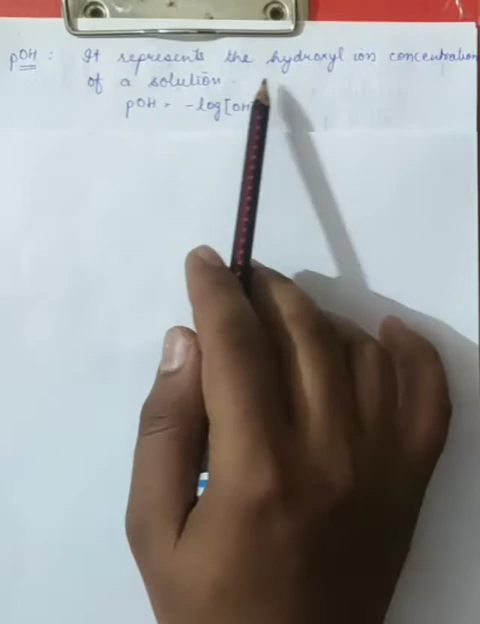 pOH : It represents the hydroxyl ion concentration
of a solution.
pOH = -log[OH